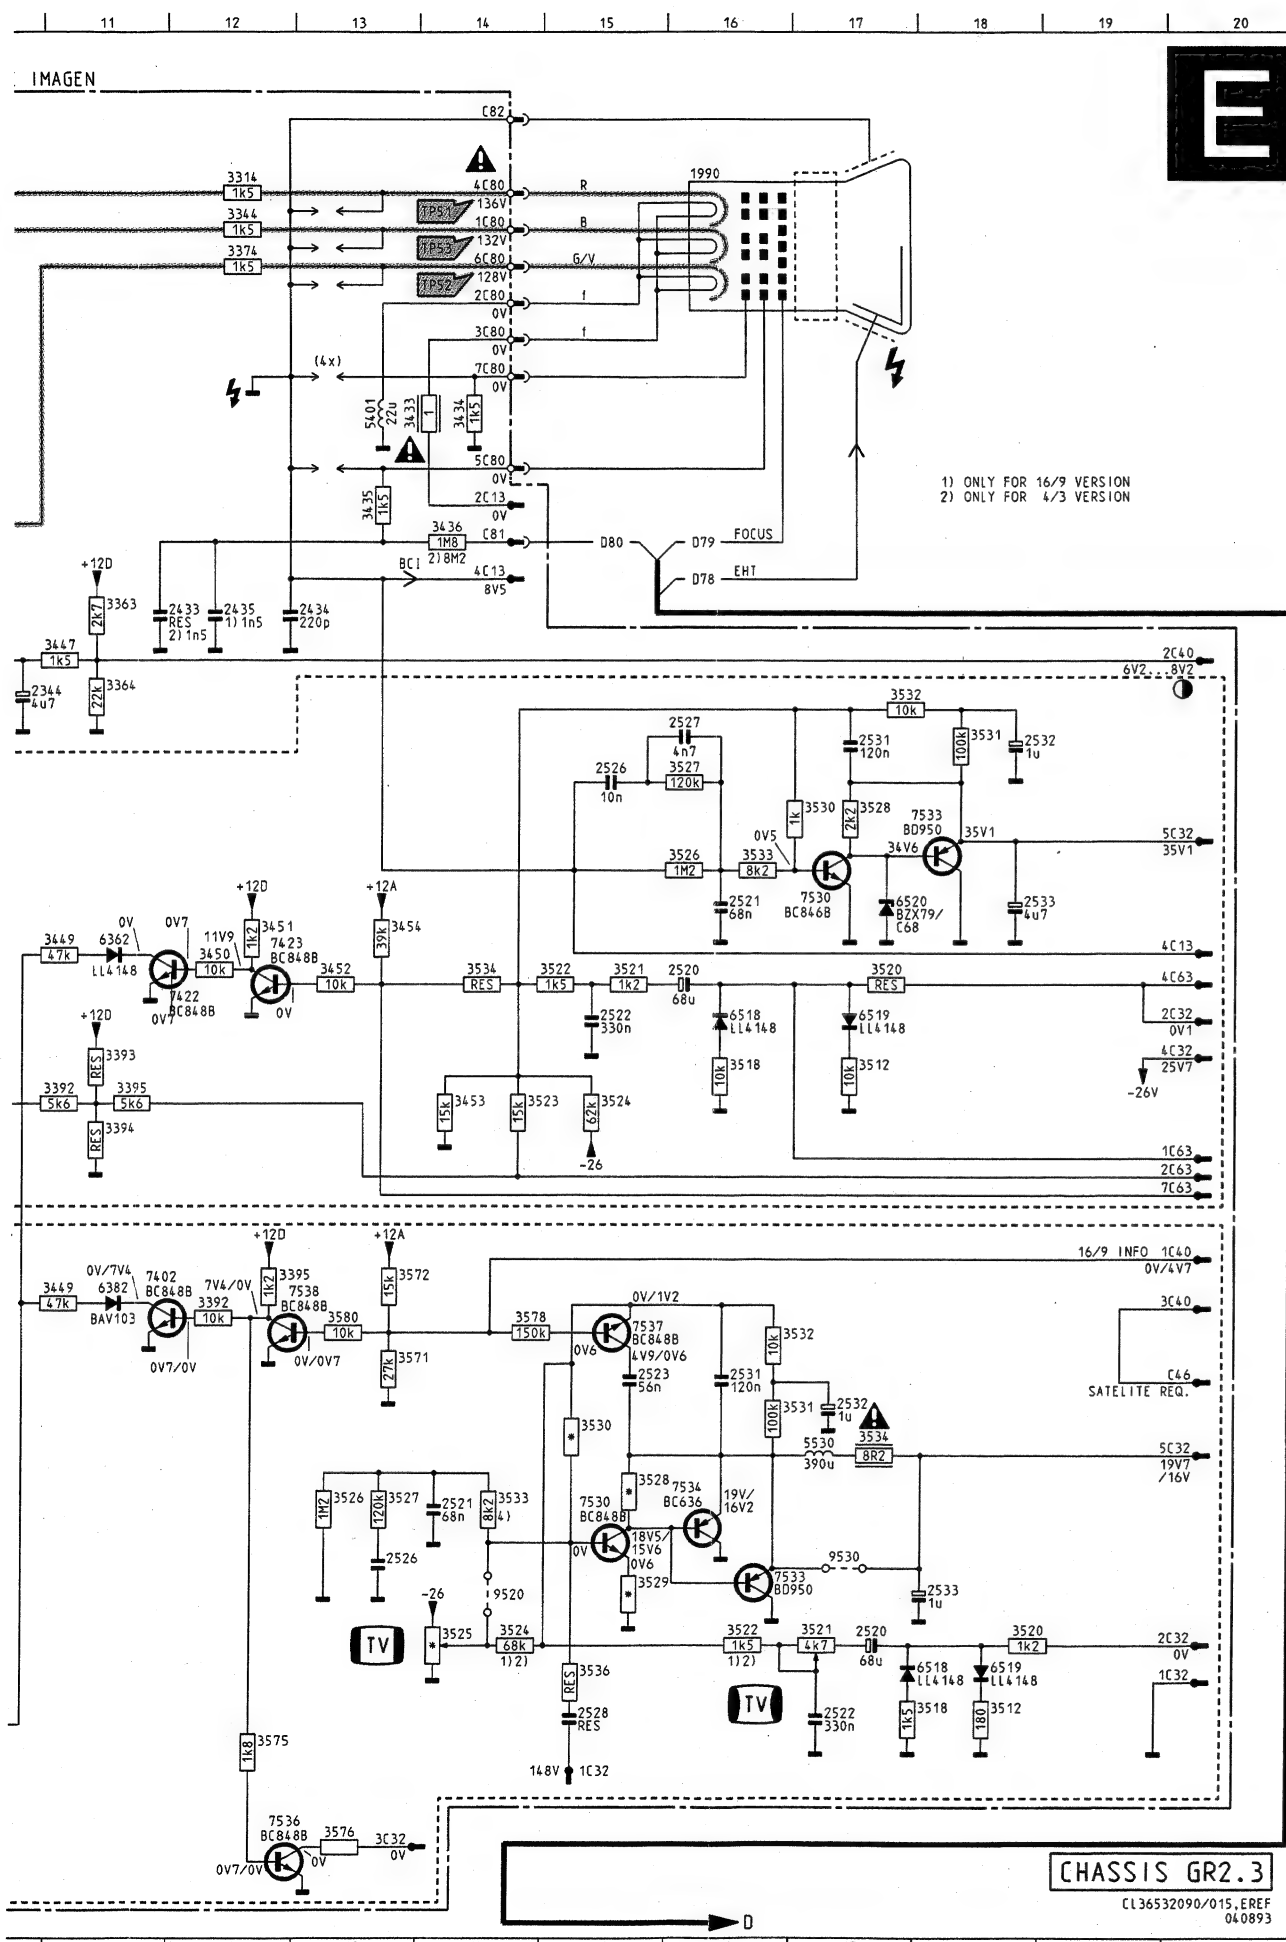 11 12 13 14 15 16 17 18 19 20
IMAGEN
E
C82
3314
1k5
4C80
136V
TP51
R
1990
3344
1k5
1C80
132V
TP53
B
3374
1k5
6C80
128V
TP52
G/V
2C80
0V
f
3C80
0V
f
(4x)
7C80
0V
5401
22u
3433
1
3434
1k5
5C80
0V
1) ONLY FOR 16/9 VERSION
2) ONLY FOR 4/3 VERSION
3435
1k5
2C13
0V
3436
1M8
2)8M2
C81
D80
D79 FOCUS
BCI
4C13
8V5
D78 EHT
+12D
3363
2k7
2433
RES
2)1n5
2435
1)1n5
2434
220p
3447
1k5
2344
4u7
3364
22k
2C40
6V2...8V2
3532
10k
2527
4n7
2531
120n
3531
100k
2532
1u
2526
10n
3527
120k
3530
1k
3528
2k2
7533
BD950
35V1
0V5
34V6
5C32
35V1
3526
1M2
3533
8k2
7530
BC846B
2521
68n
6520
BZX79/
C68
2533
4u7
+12D
+12A
3451
1k2
3454
39k
0V
0V7
11V9
7423
BC848B
3449
47k
6362
LL4148
3450
10k
3452
10k
0V
7422
BC848B
0V7
4C13
3534
RES
3522
1k5
3521
1k2
2520
68u
3520
RES
4C63
2522
330n
6518
LL4148
6519
LL4148
2C32
0V1
+12D
3393
RES
3518
10k
3512
10k
4C32
25V7
-26V
3392
5k6
3395
5k6
3394
RES
3453
15k
3523
15k
3524
62k
-26
1C63
2C63
7C63
+12D
+12A
16/9 INFO 1C40
0V/4V7
0V/7V4
7402
BC848B
7V4/0V
3395
1k2
7538
BC848B
3572
15k
3449
47k
6382
BAV103
3392
10k
3580
10k
3578
150k
0V7/0V
0V/0V7
3571
27k
0V/1V2
7537
BC848B
0V6
4V9/0V6
3532
10k
3C40
2523
56n
2531
120n
C46
SATELITE REQ.
3530
*
3531
100k
2532
1u
5530
390u
3534
8R2
5C32
19V7
/16V
3526
1M2
3527
120k
2521
68n
3533
8k2
4)
3528
*
7530
BC848B
0V
7534
BC636
19V/
16V2
18V5/
15V6
0V6
2526
3529
*
7533
BD950
9530
2533
1u
-26
9520
TV
3525
*
3524
68k
1)2)
3522
1k5
1)2)
3521
4k7
2520
68u
3520
1k2
2C32
0V
3536
RES
6518
LL4148
6519
LL4148
1C32
TV
2528
RES
2522
330n
3518
1k5
3512
180
3575
1k8
148V 1C32
7536
BC848B
3576
3C32
0V
0V7/0V
0V
CHASSIS GR2.3
CL36532090/015,EREF
040893
D